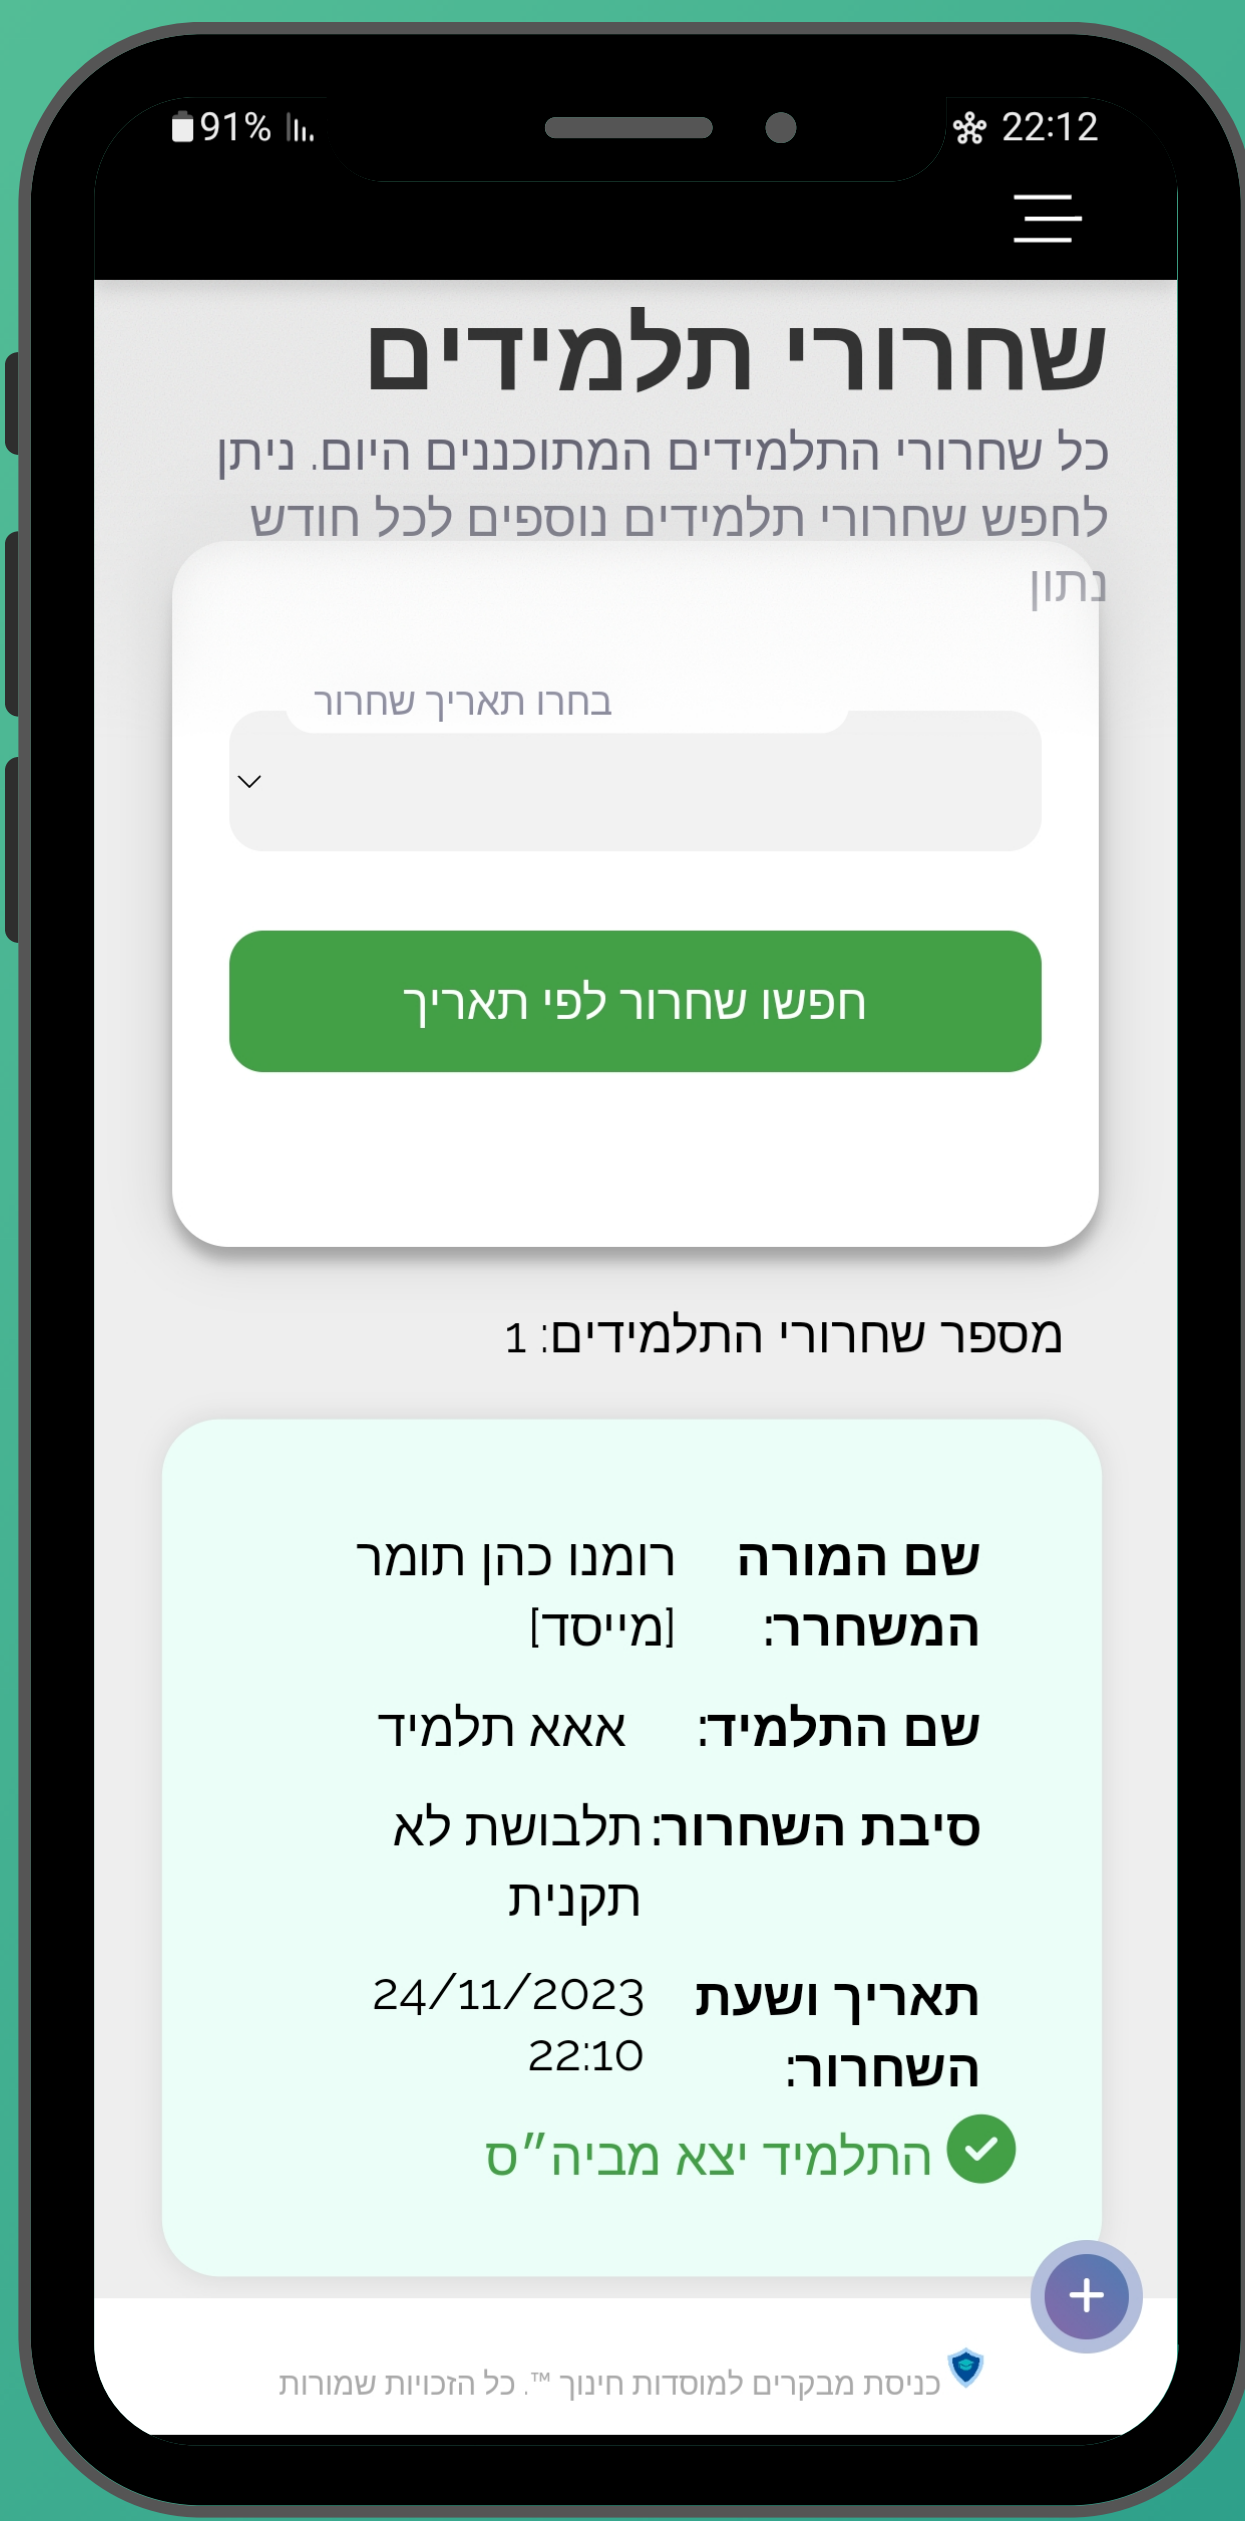 91%
22:12
שחרורי תלמידים
כל שחרורי התלמידים המתוכננים היום. ניתן
לחפש שחרורי תלמידים נוספים לכל חודש
נתון
בחרו תאריך שחרור
חפשו שחרור לפי תאריך
מספר שחרורי התלמידים: 1
שם המורה רומנו כהן תומר
המשחרר: [מייסד]
שם התלמיד: אאא תלמיד
סיבת השחרור: תלבושת לא
תקנית
תאריך ושעת 24/11/2023
השחרור: 22:10
התלמיד יצא מביה״ס
כניסת מבקרים למוסדות חינוך ™. כל הזכויות שמורות